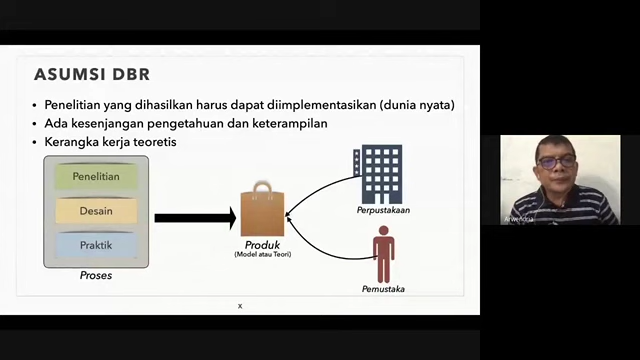 ASUMSI DBR
• Penelitian yang dihasilkan harus dapat diimplementasikan (dunia nyata)
• Ada kesenjangan pengetahuan dan keterampilan
• Kerangka kerja teoretis
Penelitian
Desain
Praktik
Proses
Produk
(Model atau Teori)
Perpustakaan
Pemustaka
x